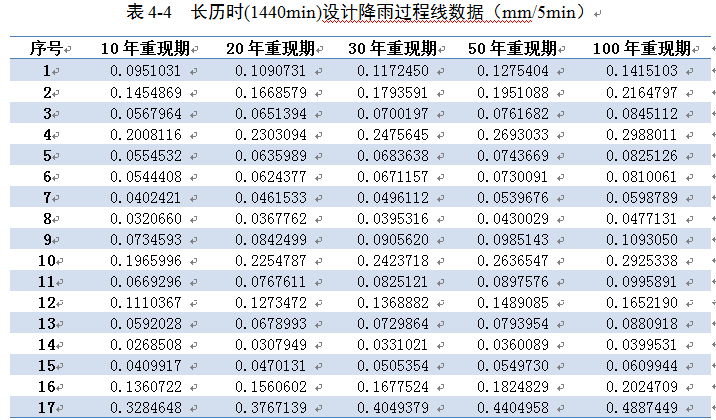 表 4-4 长历时(1440min)设计降雨过程线数据（mm/5min）
序号 10 年重现期 20 年重现期 30 年重现期 50 年重现期 100 年重现期
1 0.0951031 0.1090731 0.1172450 0.1275404 0.1415103
2 0.1454869 0.1668579 0.1793591 0.1951088 0.2164797
3 0.0567964 0.0651394 0.0700197 0.0761682 0.0845112
4 0.2008116 0.2303094 0.2475645 0.2693033 0.2988011
5 0.0554532 0.0635989 0.0683638 0.0743669 0.0825126
6 0.0544408 0.0624377 0.0671157 0.0730091 0.0810061
7 0.0402421 0.0461533 0.0496112 0.0539676 0.0598789
8 0.0320660 0.0367762 0.0395316 0.0430029 0.0477131
9 0.0734593 0.0842499 0.0905620 0.0985143 0.1093050
10 0.1965996 0.2254787 0.2423718 0.2636547 0.2925338
11 0.0669296 0.0767611 0.0825121 0.0897576 0.0995891
12 0.1110367 0.1273472 0.1368882 0.1489085 0.1652190
13 0.0592028 0.0678993 0.0729864 0.0793954 0.0880918
14 0.0268508 0.0307949 0.0331021 0.0360089 0.0399531
15 0.0409917 0.0470131 0.0505354 0.0549730 0.0609944
16 0.1360722 0.1560602 0.1677524 0.1824829 0.2024709
17 0.3284648 0.3767139 0.4049379 0.4404958 0.4887449